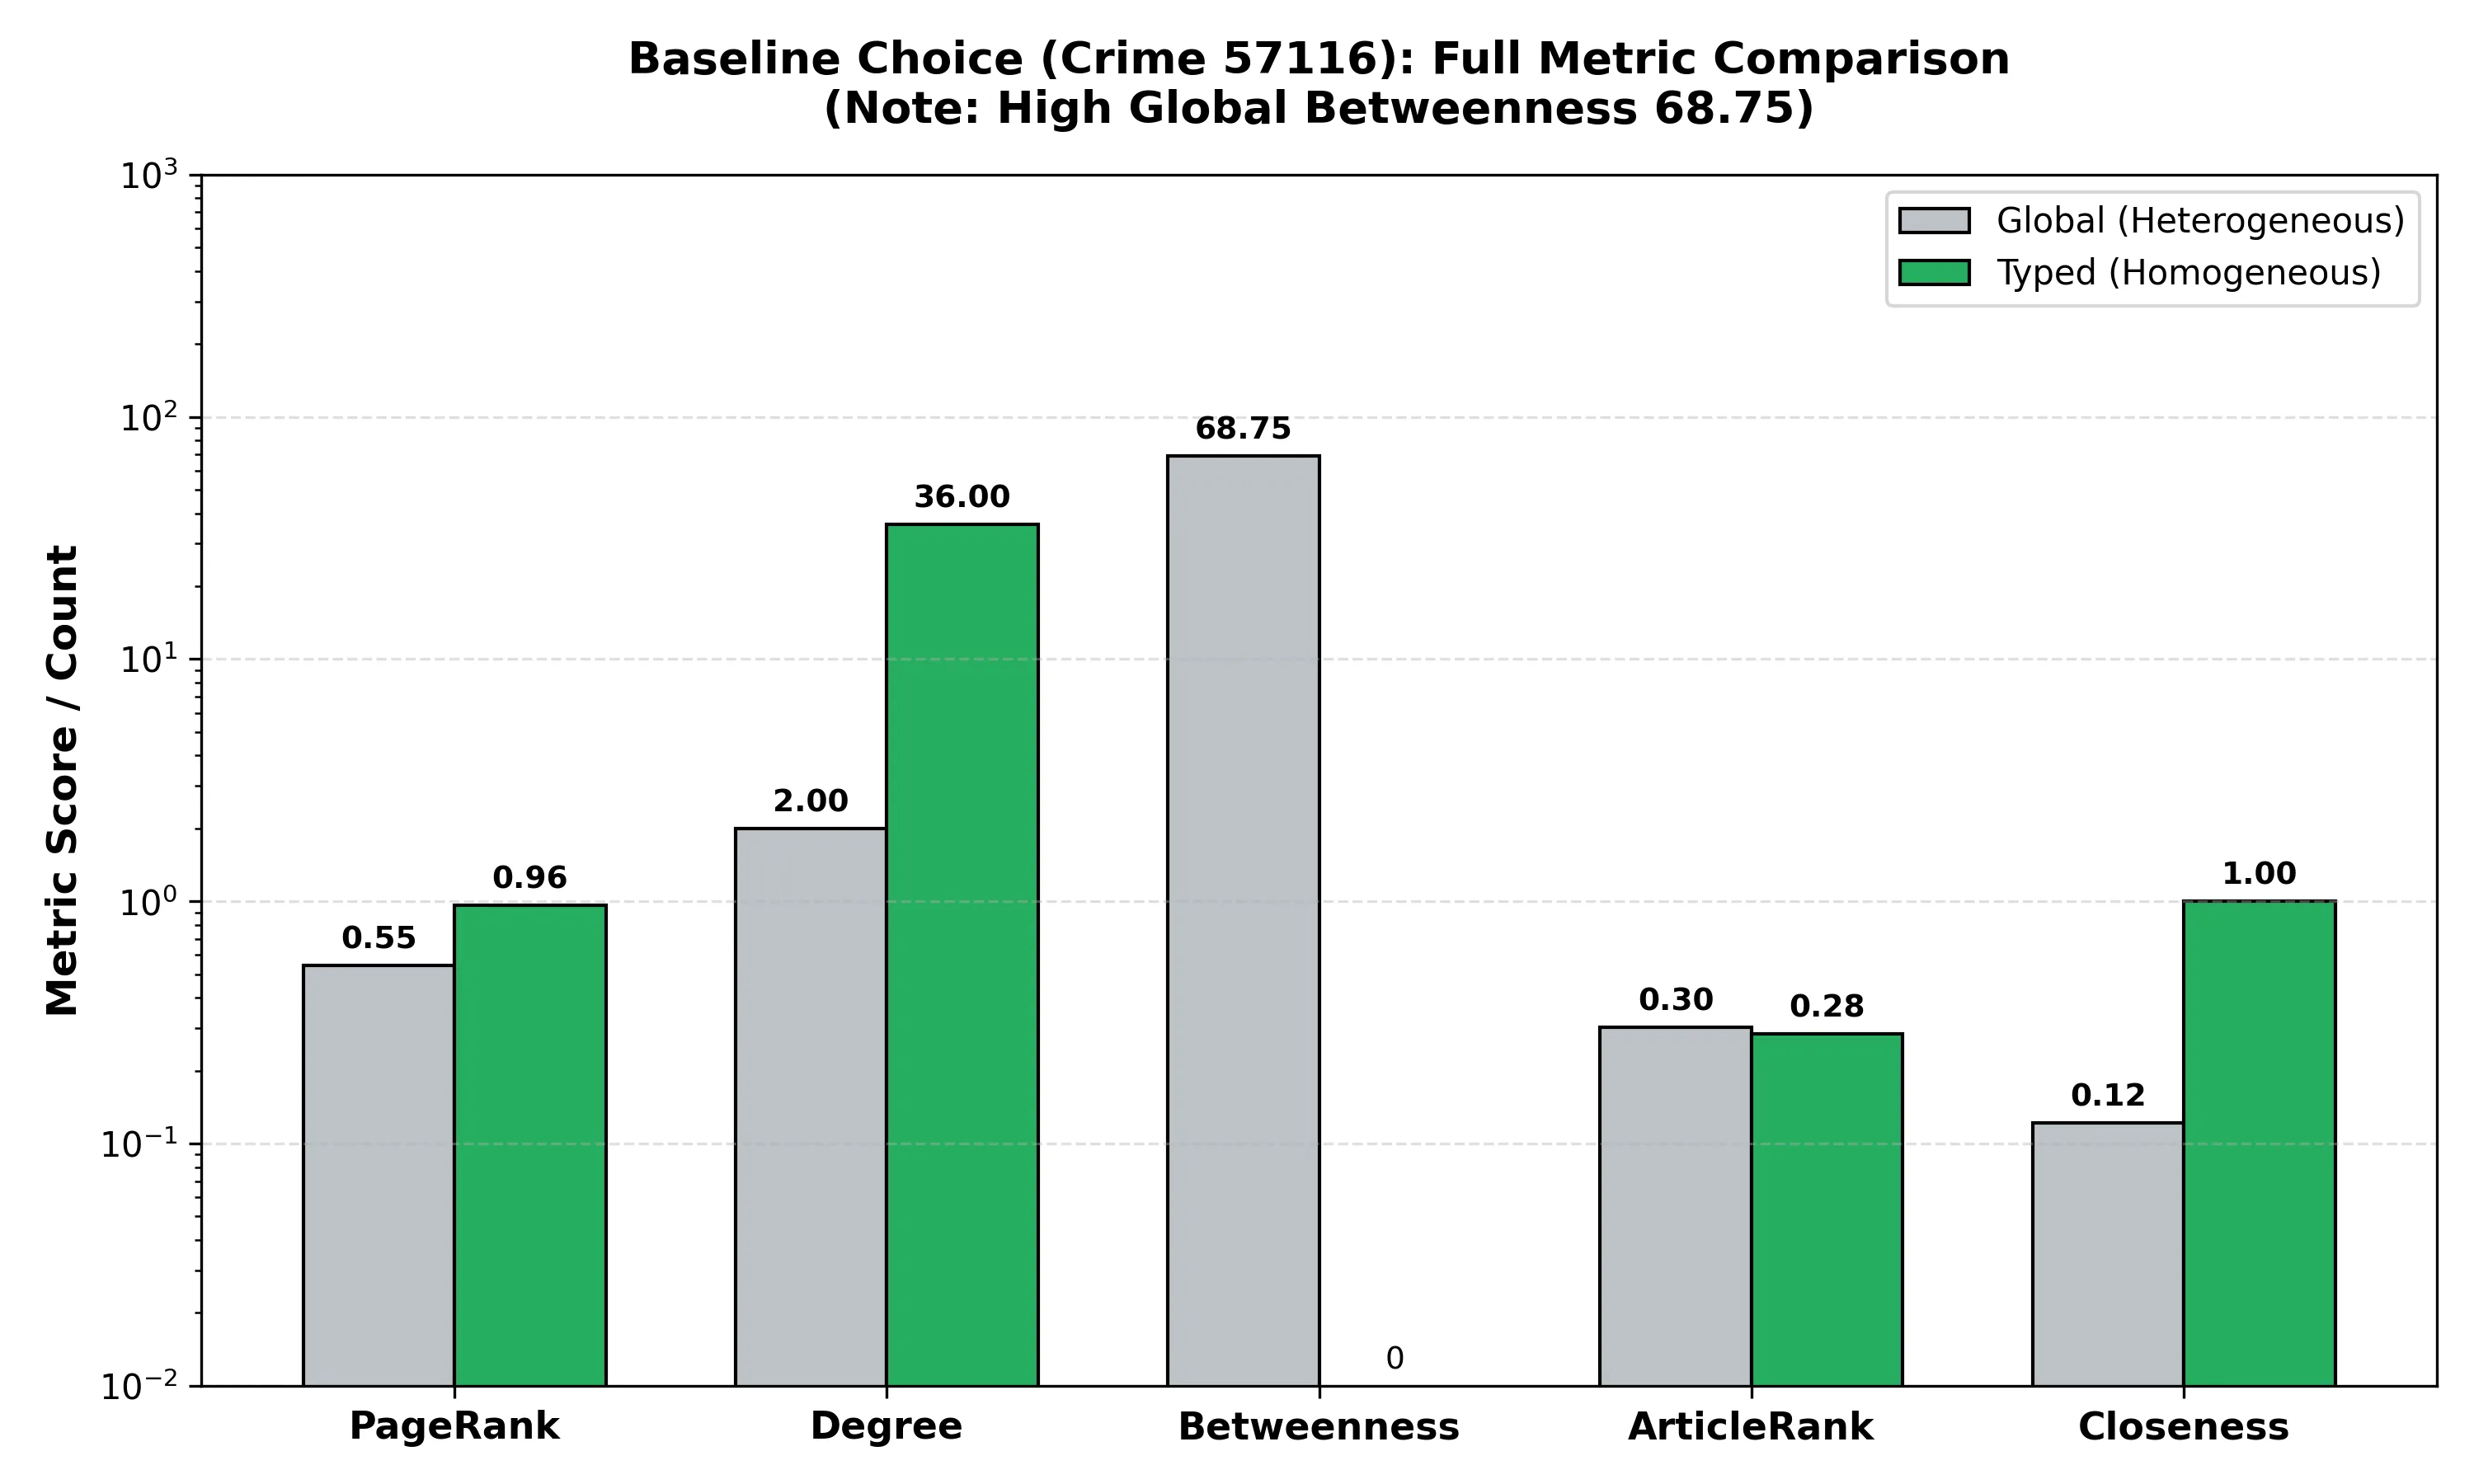 Baseline Choice (Crime 57116): Full Metric Comparison
(Note: High Global Betweenness 68.75)
Metric Score / Count
10³
10²
10¹
10⁰
10⁻¹
10⁻²
Global (Heterogeneous)
Typed (Homogeneous)
0.55
0.96
2.00
36.00
68.75
0
0.30
0.28
0.12
1.00
PageRank
Degree
Betweenness
ArticleRank
Closeness